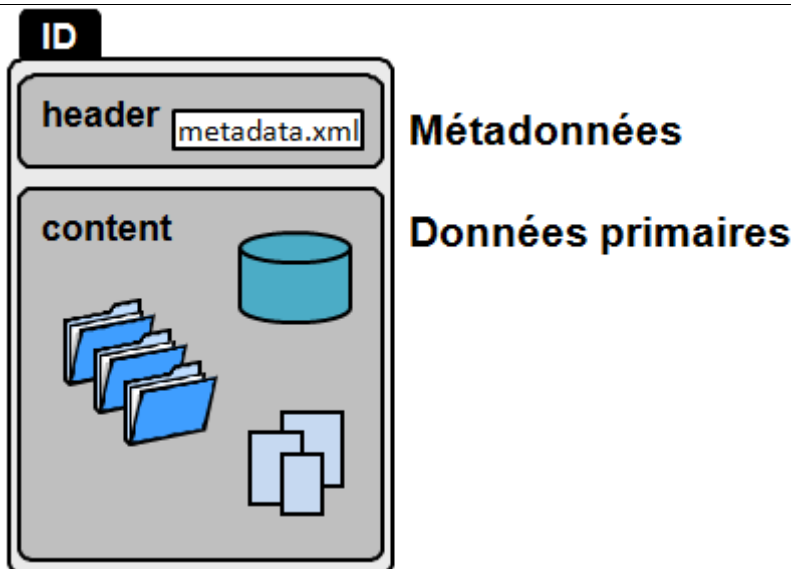 ID
header
metadata.xml
Métadonnées
content
Données primaires